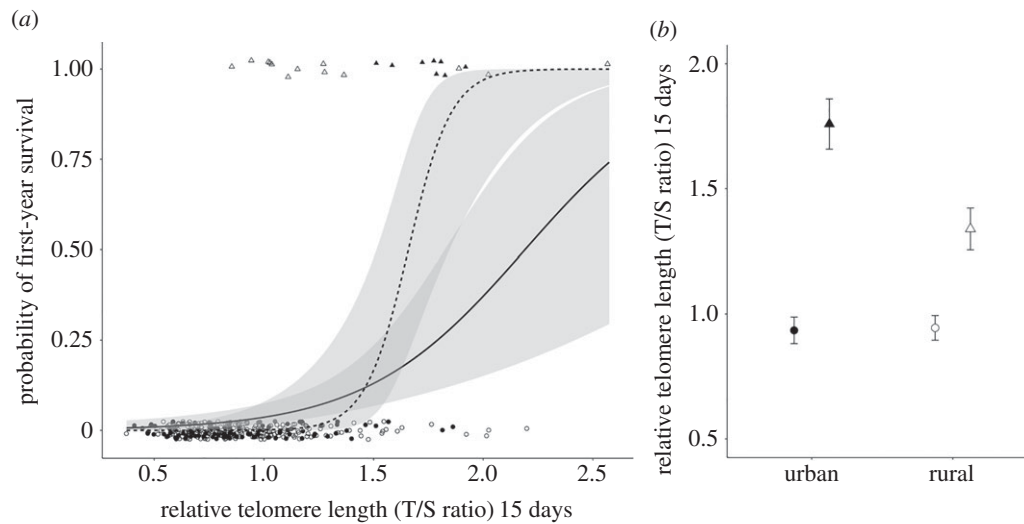 (a)
probability of first-year survival
1.00
0.75
0.50
0.25
0
0.5 1.0 1.5 2.0 2.5
relative telomere length (T/S ratio) 15 days
(b)
relative telomere length (T/S ratio) 15 days
2.0
1.5
1.0
0.5
urban rural